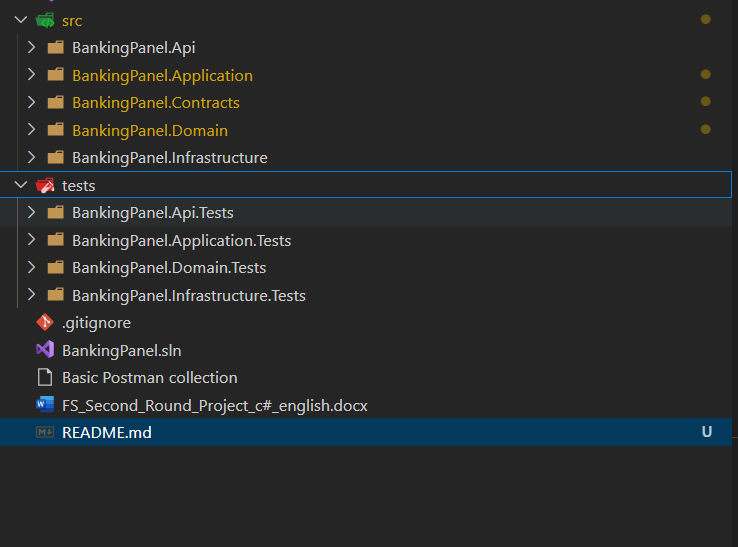 src
BankingPanel.Api
BankingPanel.Application
BankingPanel.Contracts
BankingPanel.Domain
BankingPanel.Infrastructure
tests
BankingPanel.Api.Tests
BankingPanel.Application.Tests
BankingPanel.Domain.Tests
BankingPanel.Infrastructure.Tests
.gitignore
BankingPanel.sln
Basic Postman collection
FS_Second_Round_Project_c#_english.docx
README.md U